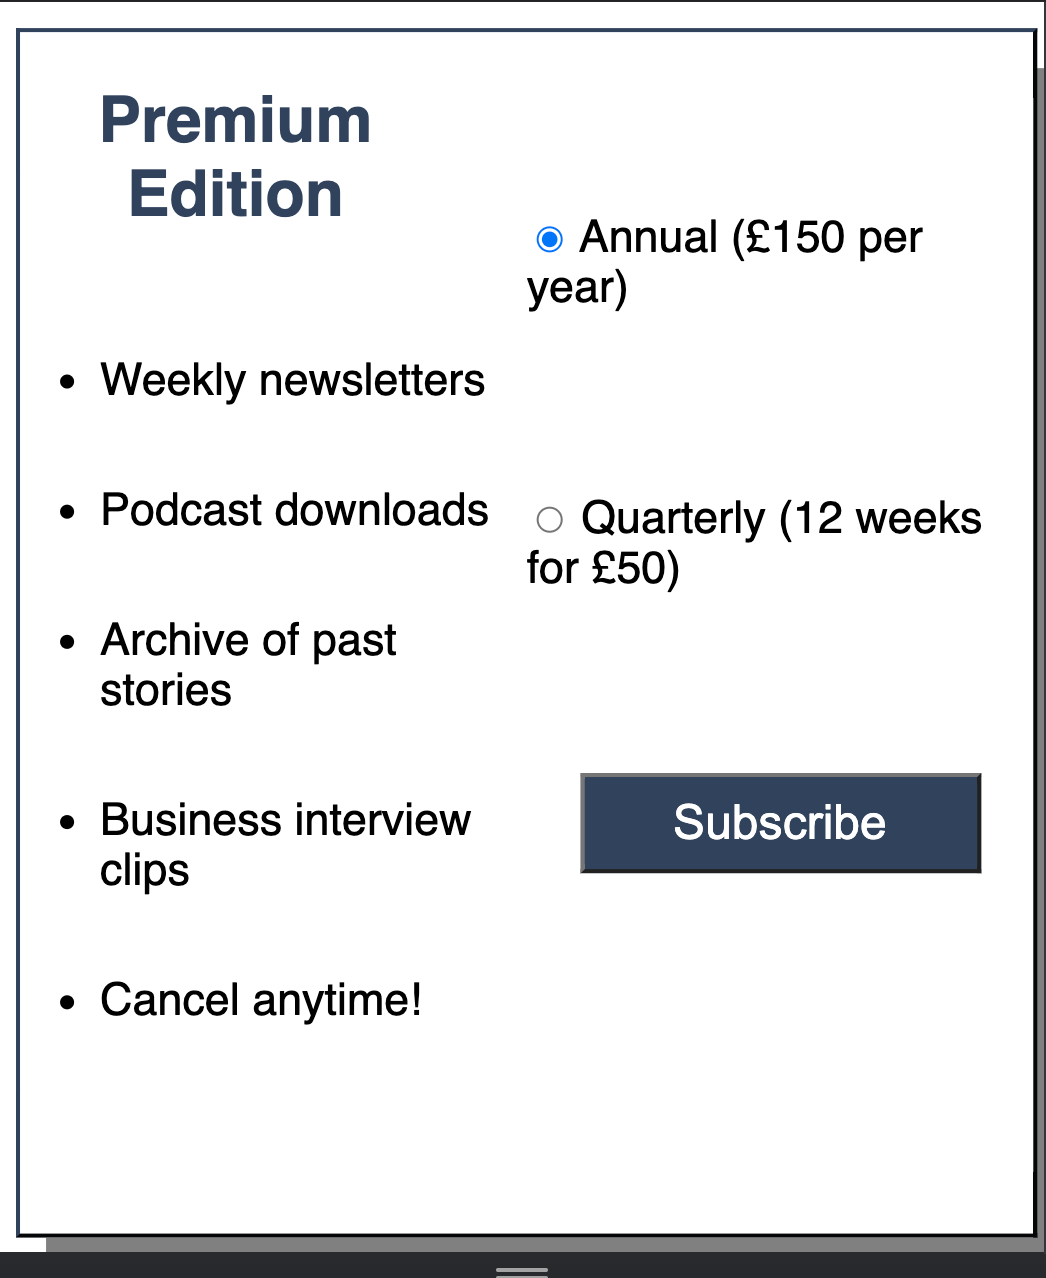 Premium
Edition
Weekly newsletters
Podcast downloads
Archive of past
stories
Business interview
clips
Cancel anytime!
Annual (£150 per
year)
Quarterly (12 weeks
for £50)
Subscribe